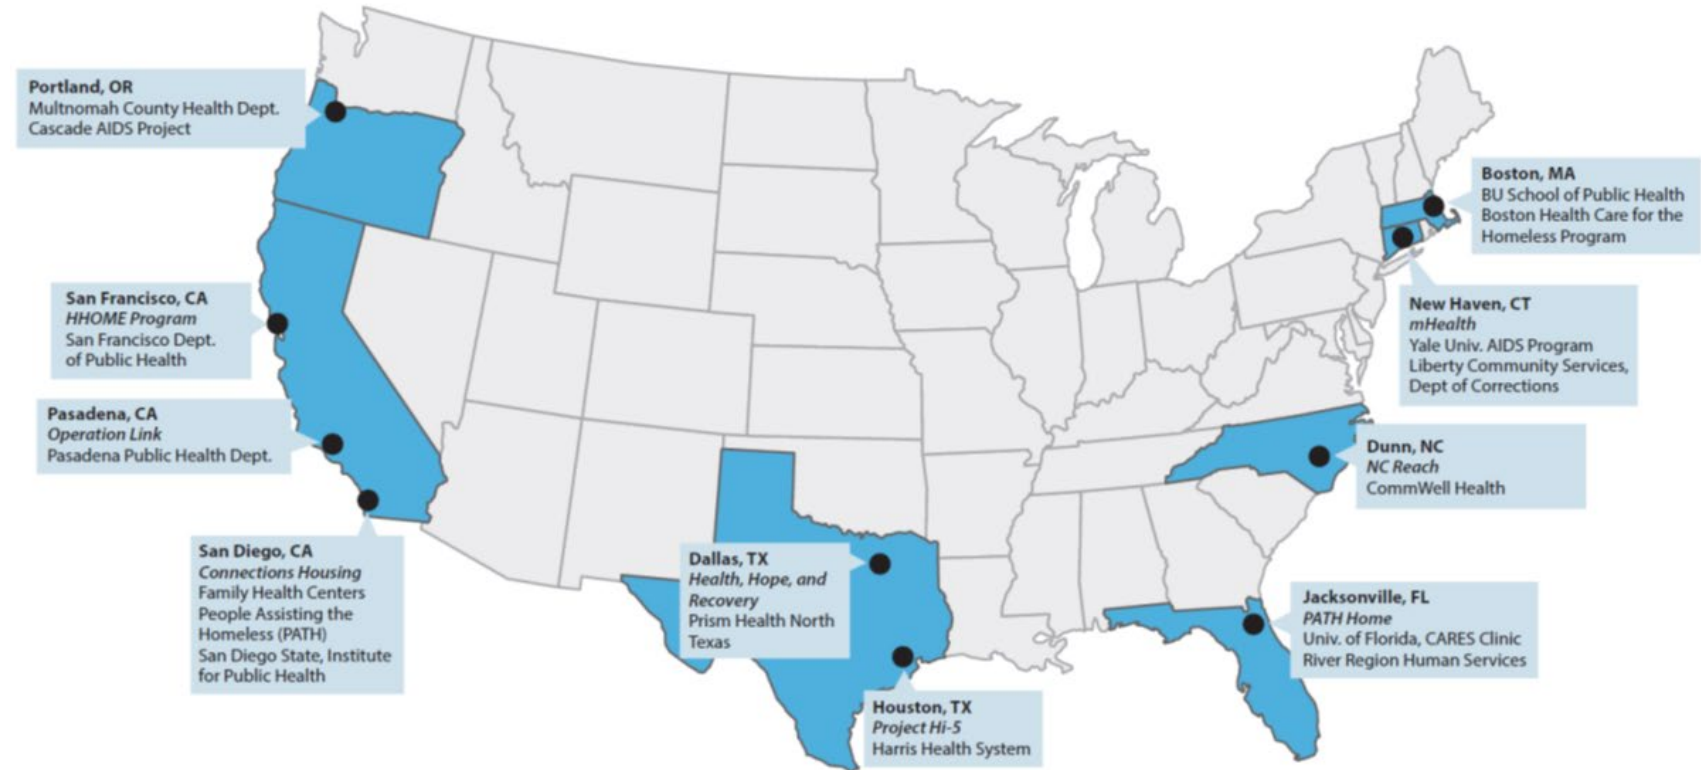 Portland, OR
Multnomah County Health Dept.
Cascade AIDS Project
San Francisco, CA
HHOME Program
San Francisco Dept.
of Public Health
Pasadena, CA
Operation Link
Pasadena Public Health Dept.
San Diego, CA
Connections Housing
Family Health Centers
People Assisting the
Homeless (PATH)
San Diego State, Institute
for Public Health
Dallas, TX
Health, Hope, and
Recovery
Prism Health North
Texas
Houston, TX
Project Hi-5
Harris Health System
Boston, MA
BU School of Public Health
Boston Health Care for the
Homeless Program
New Haven, CT
mHealth
Yale Univ. AIDS Program
Liberty Community Services,
Dept of Corrections
Dunn, NC
NC Reach
CommWell Health
Jacksonville, FL
PATH Home
Univ. of Florida, CARES Clinic
River Region Human Services